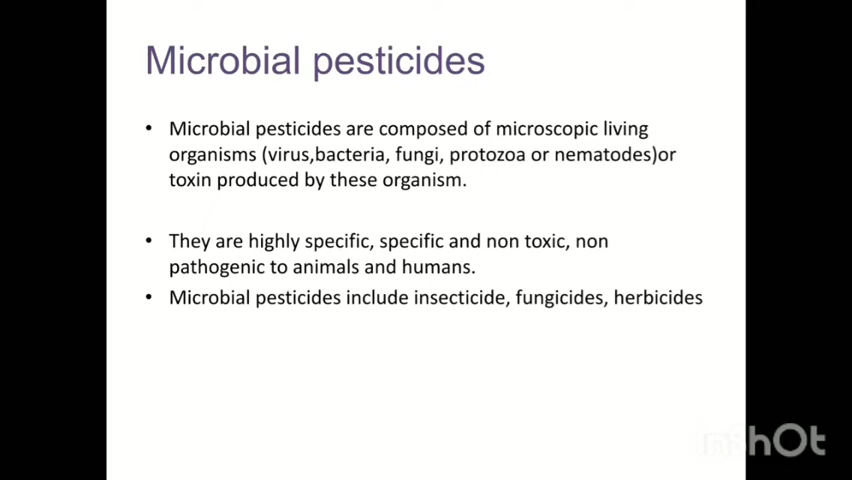 Microbial pesticides
• Microbial pesticides are composed of microscopic living
organisms (virus,bacteria, fungi, protozoa or nematodes)or
toxin produced by these organism.
• They are highly specific, specific and non toxic, non
pathogenic to animals and humans.
• Microbial pesticides include insecticide, fungicides, herbicides
InShOt